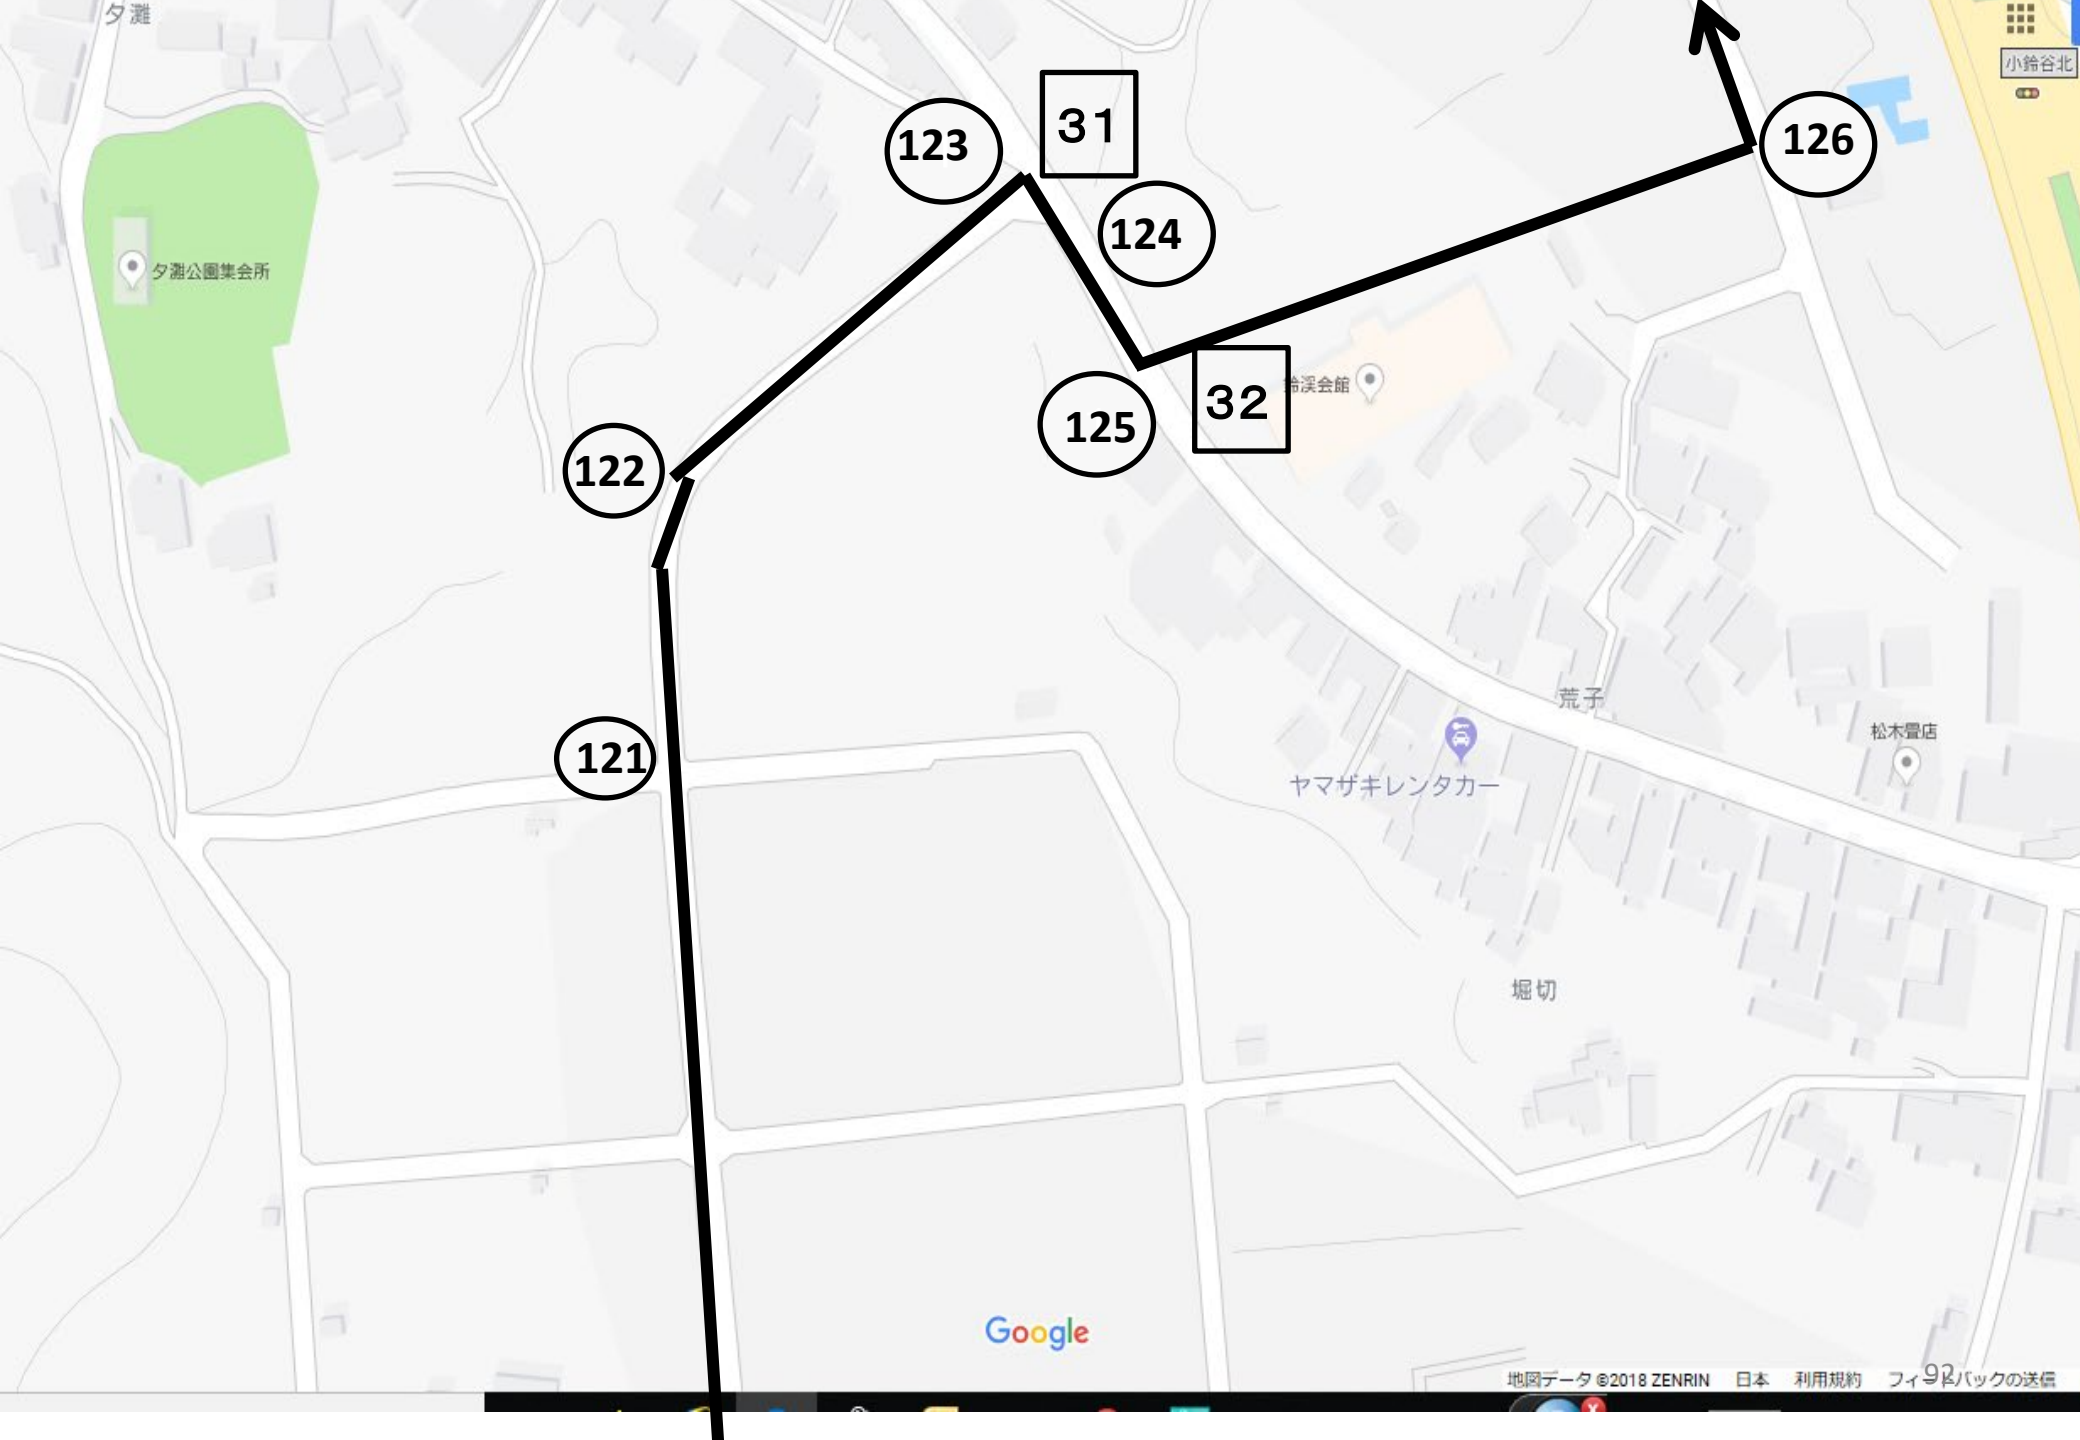 夕灘
小鈴谷北
31
123
124
126
夕灘公園集会所
32
鈴渓会館
125
122
荒子
松木畳店
121
ヤマザキレンタカー
堀切
Google
地図データ ©2018 ZENRIN 日本 利用規約 フィードバックの送信
92